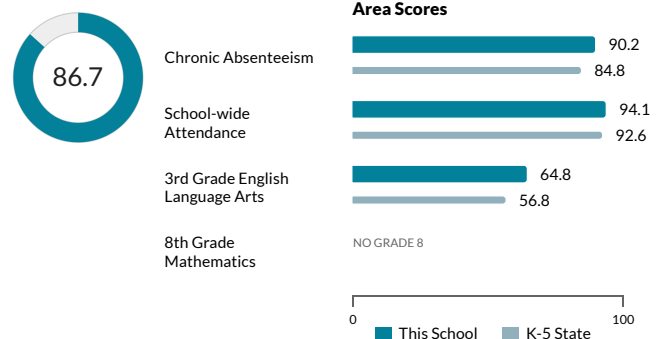 Area Scores
86.7
Chronic Absenteeism
90.2
84.8
School-wide
Attendance
94.1
92.6
3rd Grade English
Language Arts
64.8
56.8
8th Grade
Mathematics
NO GRADE 8
0
100
This School
K-5 State